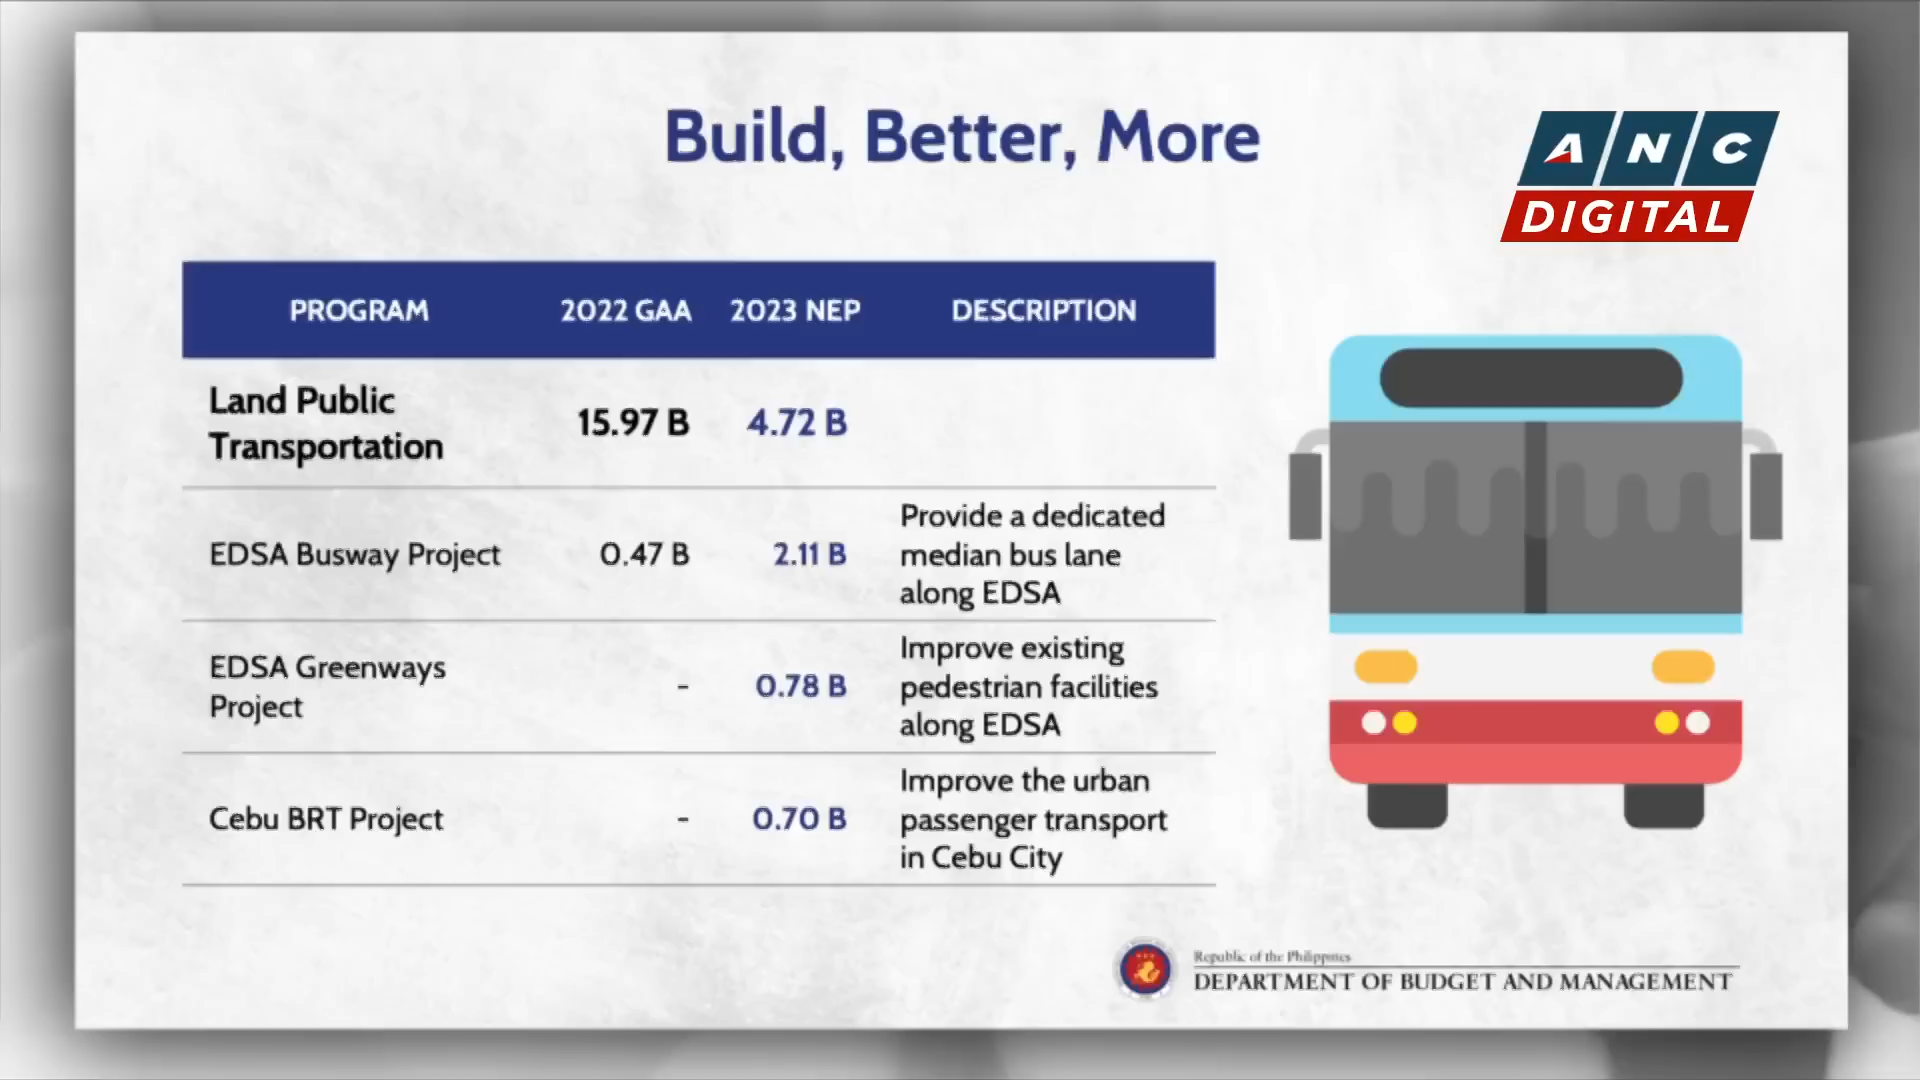 Build, Better, More
ANC
DIGITAL
PROGRAM 2022 GAA 2023 NEP DESCRIPTION
Land Public
Transportation
15.97 B 4.72 B
EDSA Busway Project 0.47 B 2.11 B
Provide a dedicated
median bus lane
along EDSA
EDSA Greenways
Project
- 0.78 B
Improve existing
pedestrian facilities
along EDSA
Cebu BRT Project - 0.70 B
Improve the urban
passenger transport
in Cebu City
Republic of the Philippines
DEPARTMENT OF BUDGET AND MANAGEMENT